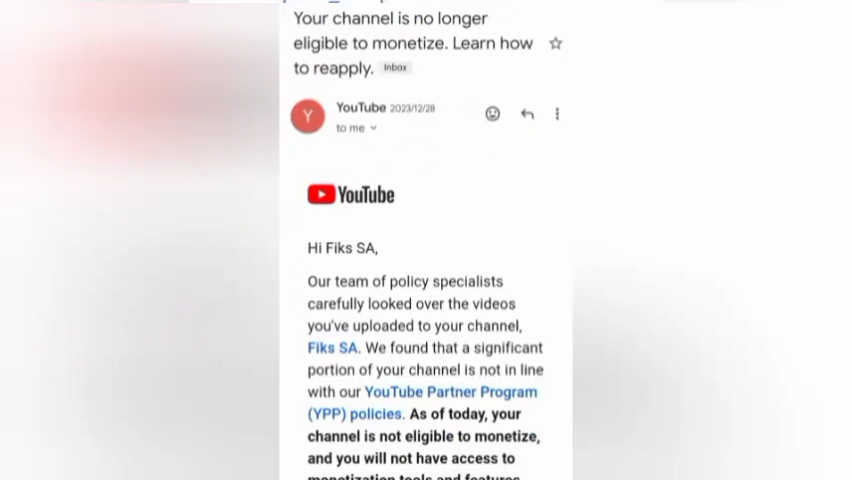 Your channel is no longer
eligible to monetize. Learn how
to reapply. Inbox
Y
YouTube 2023/12/28
to me
YouTube
Hi Fiks SA,
Our team of policy specialists
carefully looked over the videos
you've uploaded to your channel,
Fiks SA. We found that a significant
portion of your channel is not in line
with our YouTube Partner Program
(YPP) policies. As of today, your
channel is not eligible to monetize,
and you will not have access to
monetization tools and features